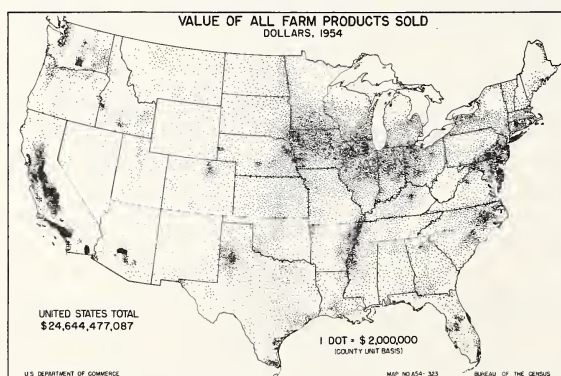 VALUE OF ALL FARM PRODUCTS SOLD
DOLLARS, 1954
UNITED STATES TOTAL
$24,644,477,087
1 DOT = $2,000,000
(COUNTY UNIT BASIS)
U.S. DEPARTMENT OF COMMERCE
MAP NO. A54-323
BUREAU OF THE CENSUS